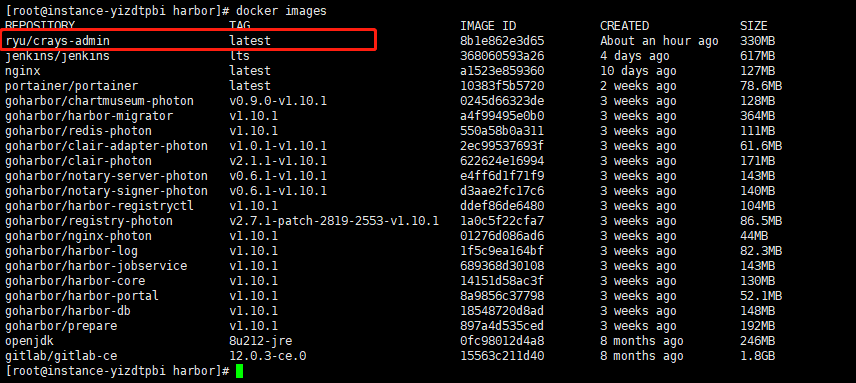 [root@instance-yizdtpbi harbor]# docker images
REPOSITORY TAG IMAGE ID CREATED SIZE
ryu/crays-admin latest 8b1e862e3d65 About an hour ago 330MB
jenkins/jenkins lts 368060593a26 4 days ago 617MB
nginx latest a1523e859360 10 days ago 127MB
portainer/portainer latest 10383f5b5720 2 weeks ago 78.6MB
goharbor/chartmuseum-photon v0.9.0-v1.10.1 0245d66323de 3 weeks ago 128MB
goharbor/harbor-migrator v1.10.1 a4f99495e0b0 3 weeks ago 364MB
goharbor/redis-photon v1.10.1 550a58b0a311 3 weeks ago 111MB
goharbor/clair-adapter-photon v1.0.1-v1.10.1 2ec99537693f 3 weeks ago 61.6MB
goharbor/clair-photon v2.1.1-v1.10.1 622624e16994 3 weeks ago 171MB
goharbor/notary-server-photon v0.6.1-v1.10.1 e4ff6d1f71f9 3 weeks ago 143MB
goharbor/notary-signer-photon v0.6.1-v1.10.1 d3aae2fc17c6 3 weeks ago 140MB
goharbor/harbor-registryctl v1.10.1 ddef86de6480 3 weeks ago 104MB
goharbor/registry-photon v2.7.1-patch-2819-2553-v1.10.1 1a0c5f22cfa7 3 weeks ago 86.5MB
goharbor/nginx-photon v1.10.1 01276d086ad6 3 weeks ago 44MB
goharbor/harbor-log v1.10.1 1f5c9ea164bf 3 weeks ago 82.3MB
goharbor/harbor-jobservice v1.10.1 689368d30108 3 weeks ago 143MB
goharbor/harbor-core v1.10.1 14151d58ac3f 3 weeks ago 130MB
goharbor/harbor-portal v1.10.1 8a9856c37798 3 weeks ago 52.1MB
goharbor/harbor-db v1.10.1 18548720d8ad 3 weeks ago 148MB
goharbor/prepare v1.10.1 897a4d535ced 3 weeks ago 192MB
openjdk 8u212-jre 0fc98012d4a8 8 months ago 246MB
gitlab/gitlab-ce 12.0.3-ce.0 15563c211d40 8 months ago 1.8GB
[root@instance-yizdtpbi harbor]#